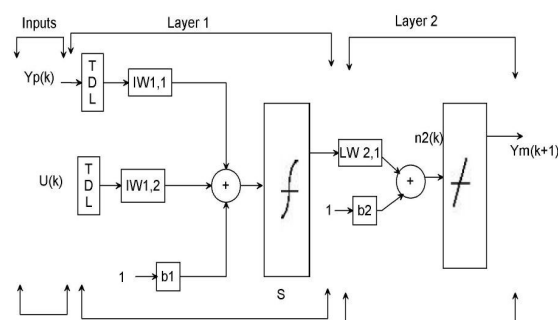 Inputs
Layer 1
Layer 2
Yp(k)
T
D
L
IW1,1
n2(k)
Ym(k+1)
LW 2,1
U(k)
T
D
L
IW1,2
+
+
1
b2
1
b1
S